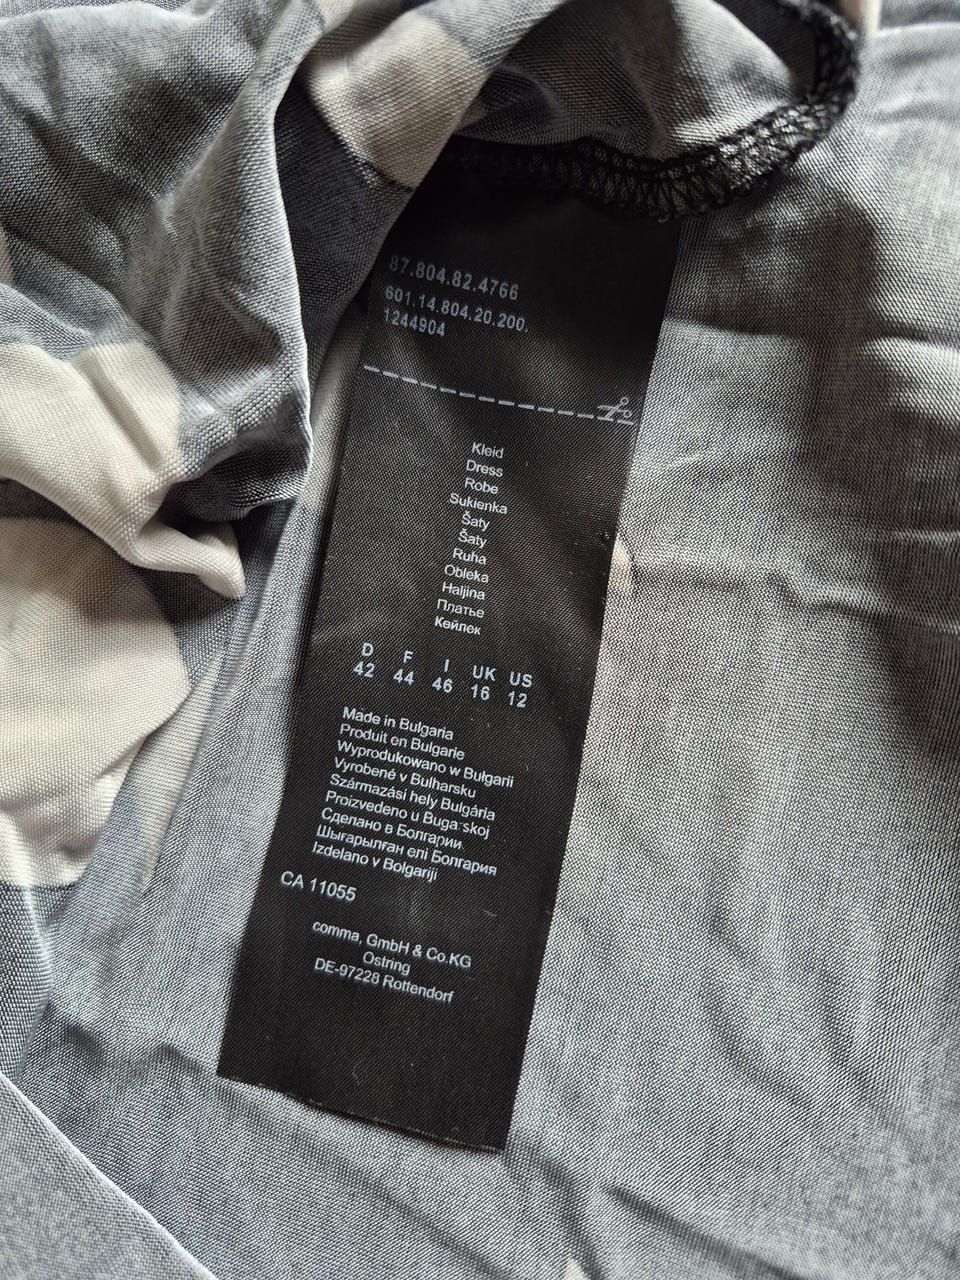 87.804.82.4766
601.14.804.20.200.
1244904
Kleid
Dress
Robe
Sukienka
Šaty
Šaty
Ruha
Obleka
Haljina
Платье
Көйлек
D F I UK US
42 44 46 16 12
Made in Bulgaria
Produit en Bulgarie
Wyprodukowano w Bułgarii
Vyrobené v Bulharsku
Származási hely Bulgária
Proizvedeno u Bugarskoj
Сделано в Болгарии
Шығарылған елі Болгария
Izdelano v Bolgariji
CA 11055
comma, GmbH & Co.KG
Ostring
DE-97228 Rottendorf